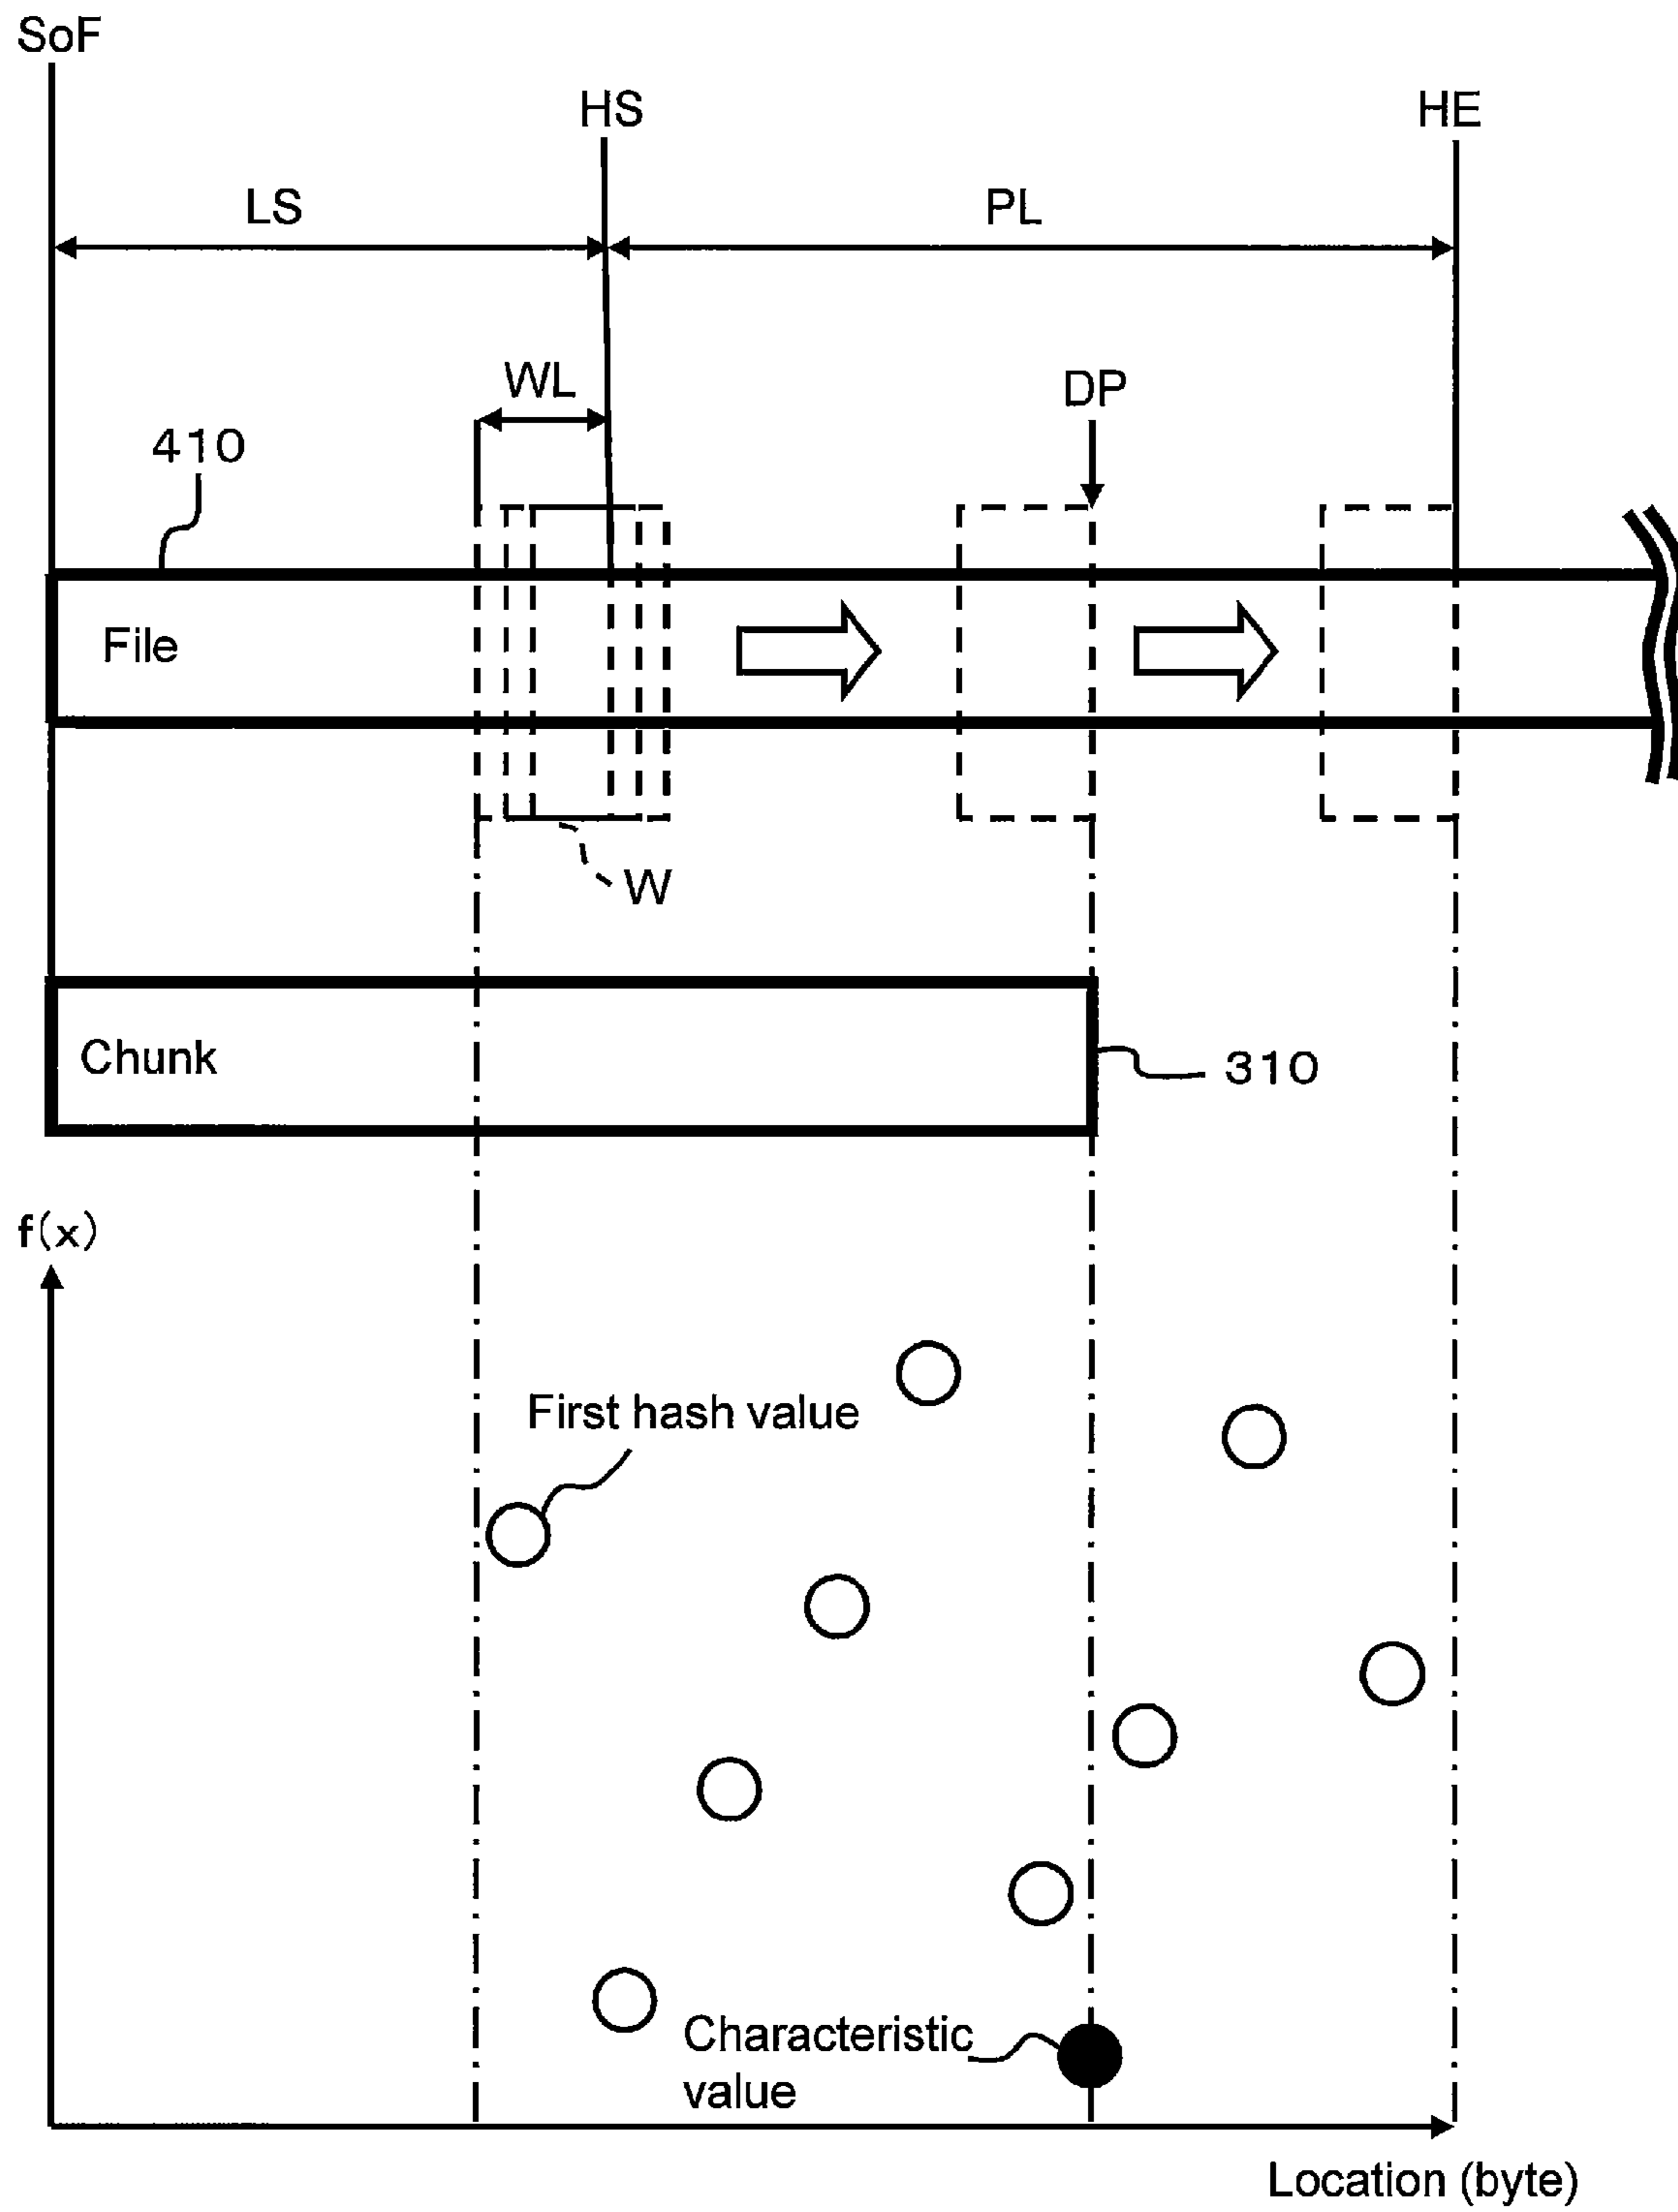 SoF
HS
HE
LS
PL
WL
DP
410
File
W
Chunk
310
f(x)
First hash value
Characteristic
value
Location (byte)